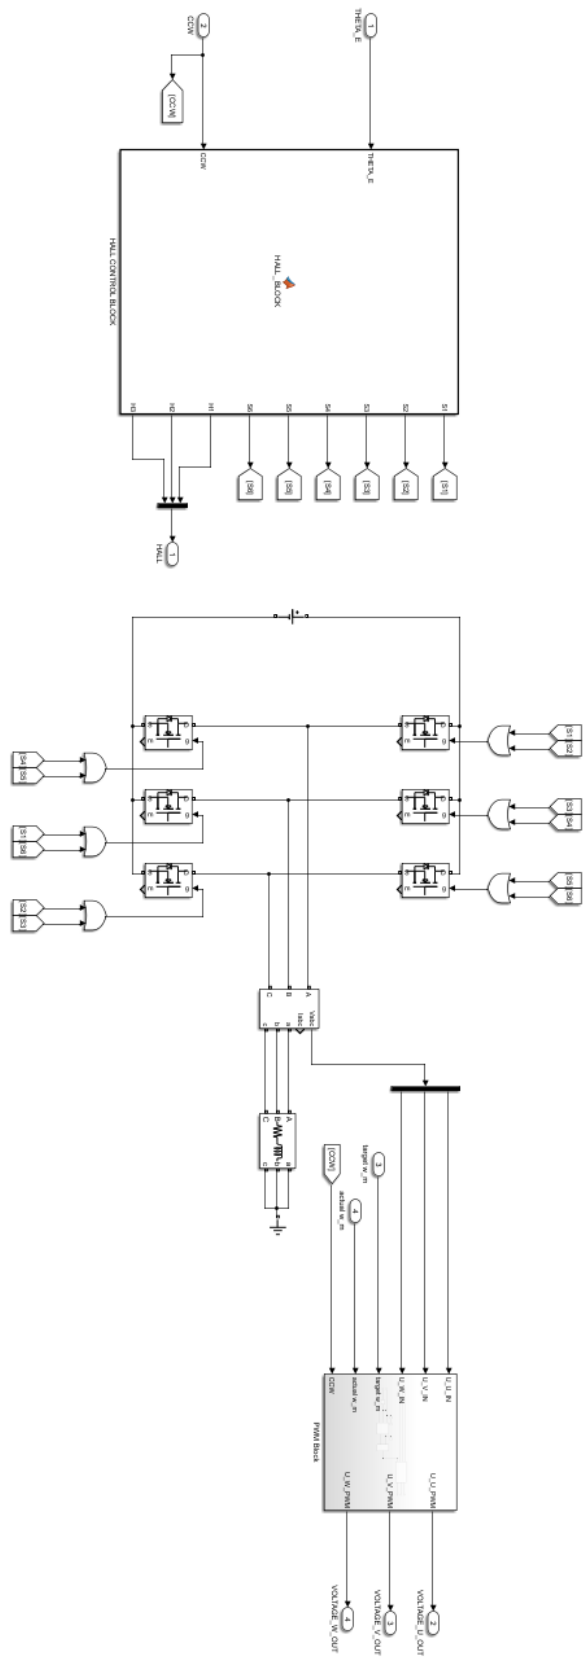 THETA_E
1
CCW
2
[CCW]
THETA_E
CCW
HALL_BLOCK
S1
S2
S3
S4
S5
S6
H1
H2
H3
HALL CONTROL BLOCK
[S1]
[S2]
[S3]
[S4]
[S5]
[S6]
1
HALL
+
[S1]
[S2]
[S3]
[S4]
[S5]
[S6]
g
m
g
m
g
m
g
m
g
m
g
m
[S4]
[S5]
[S1]
[S6]
[S2]
[S3]
A
B
C
Vabc
Iabc
a
b
c
A
B
C
a
b
c
3
target w_m
4
actual w_m
[CCW]
U_U_IN
U_V_IN
U_W_IN
target w_m
actual w_m
CCW
U_U_PWM
U_V_PWM
U_W_PWM
PWM Block
2
VOLTAGE_U_OUT
3
VOLTAGE_V_OUT
4
VOLTAGE_W_OUT